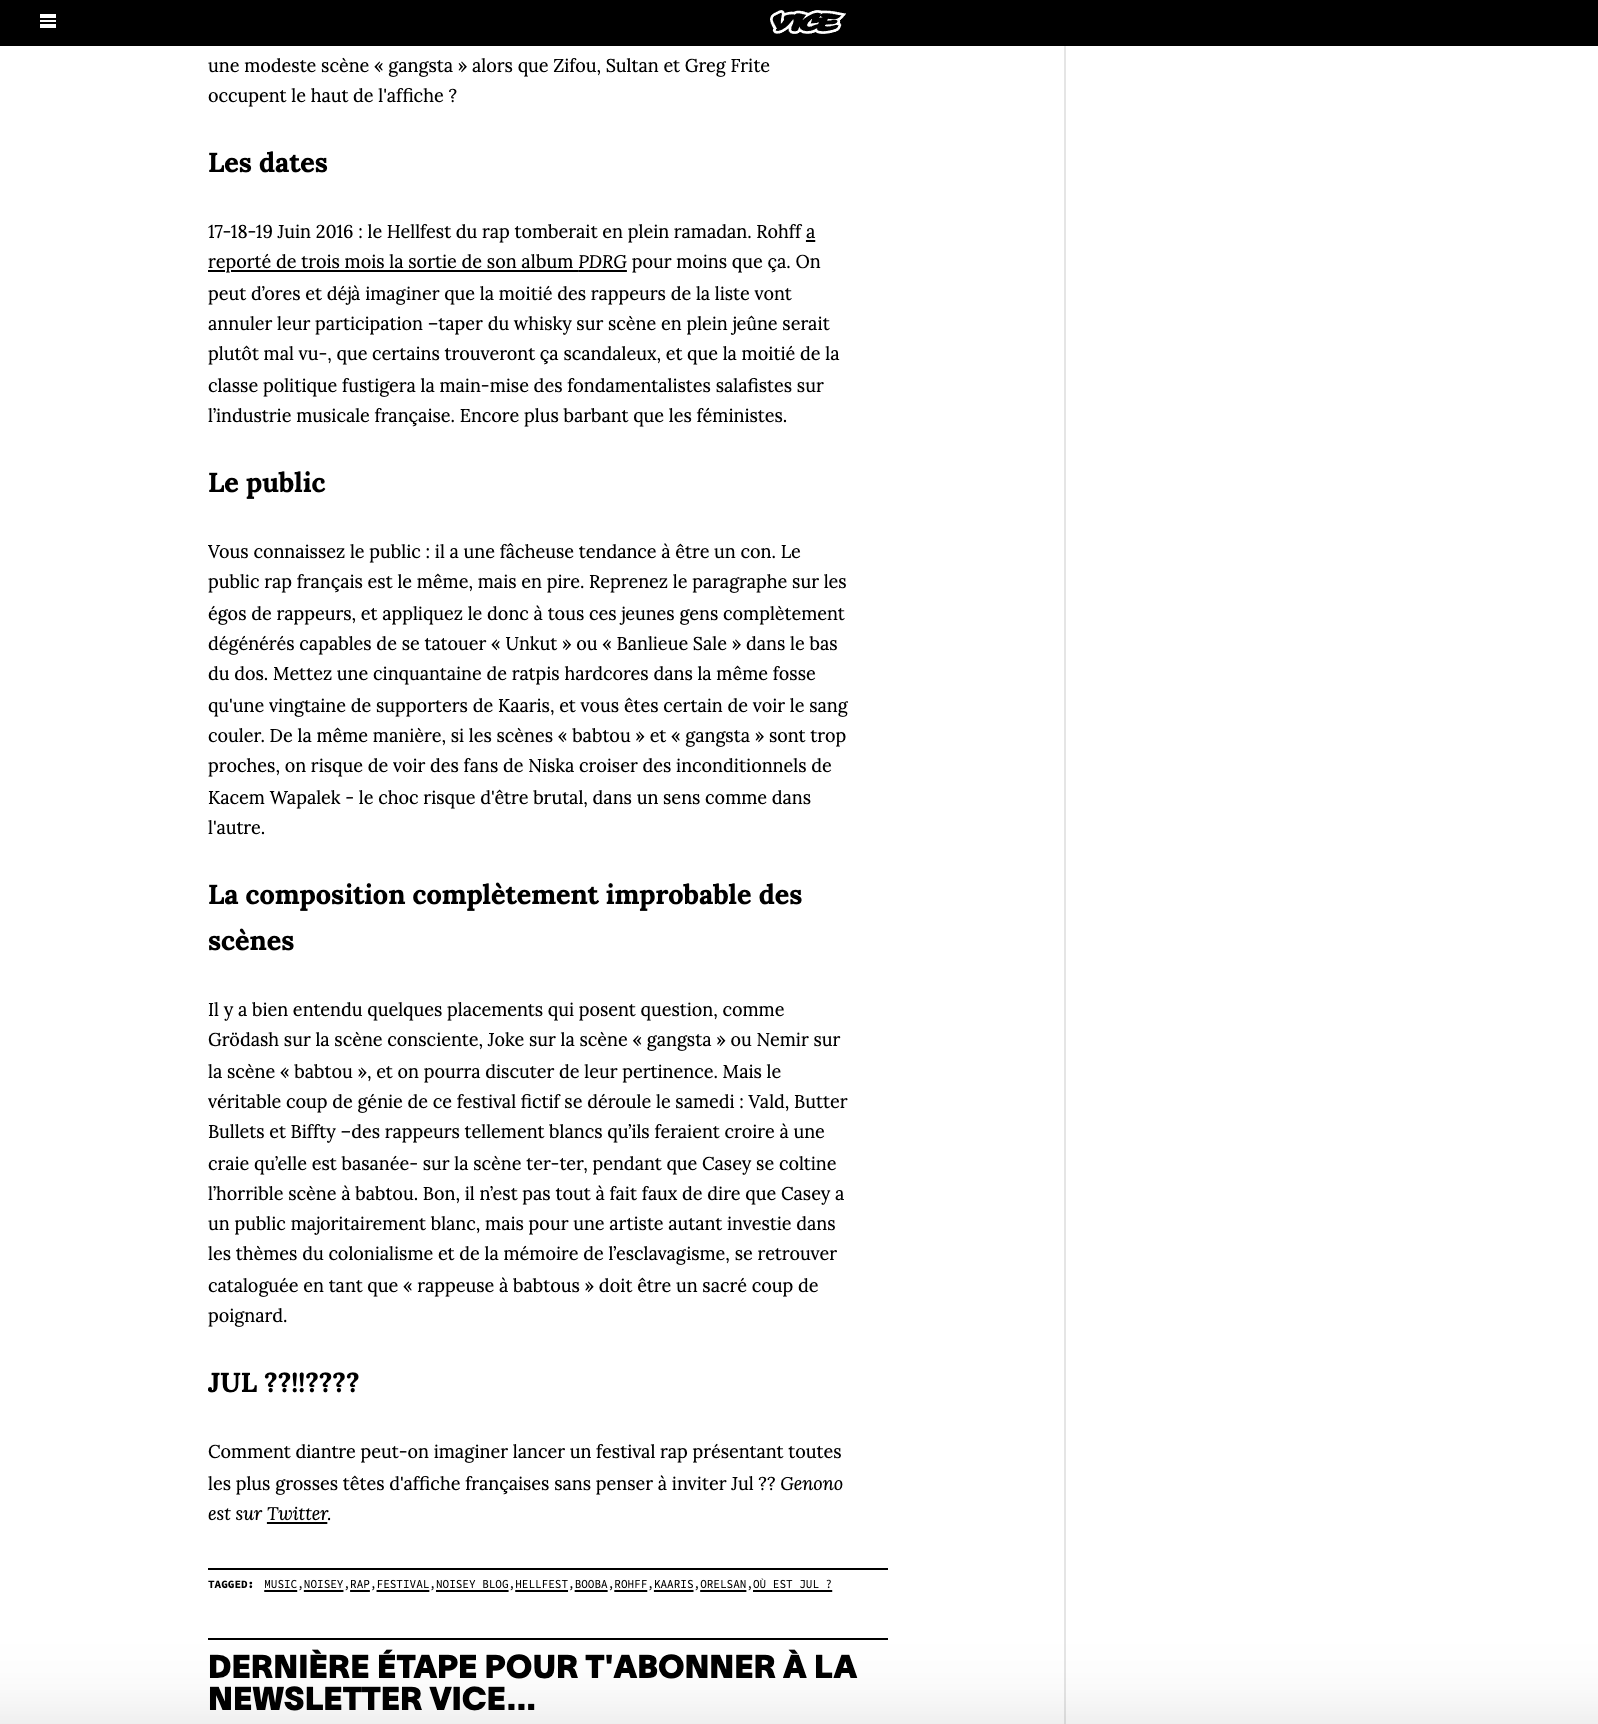 VICE
une modeste scène « gangsta » alors que Zifou, Sultan et Greg Frite
occupent le haut de l'affiche ?
Les dates
17-18-19 Juin 2016 : le Hellfest du rap tomberait en plein ramadan. Rohff a
reporté de trois mois la sortie de son album PDRG pour moins que ça. On
peut d’ores et déjà imaginer que la moitié des rappeurs de la liste vont
annuler leur participation –taper du whisky sur scène en plein jeûne serait
plutôt mal vu-, que certains trouveront ça scandaleux, et que la moitié de la
classe politique fustigera la main-mise des fondamentalistes salafistes sur
l’industrie musicale française. Encore plus barbant que les féministes.
Le public
Vous connaissez le public : il a une fâcheuse tendance à être un con. Le
public rap français est le même, mais en pire. Reprenez le paragraphe sur les
égos de rappeurs, et appliquez le donc à tous ces jeunes gens complètement
dégénérés capables de se tatouer « Unkut » ou « Banlieue Sale » dans le bas
du dos. Mettez une cinquantaine de ratpis hardcores dans la même fosse
qu'une vingtaine de supporters de Kaaris, et vous êtes certain de voir le sang
couler. De la même manière, si les scènes « babtou » et « gangsta » sont trop
proches, on risque de voir des fans de Niska croiser des inconditionnels de
Kacem Wapalek - le choc risque d'être brutal, dans un sens comme dans
l'autre.
La composition complètement improbable des
scènes
Il y a bien entendu quelques placements qui posent question, comme
Grödash sur la scène consciente, Joke sur la scène « gangsta » ou Nemir sur
la scène « babtou », et on pourra discuter de leur pertinence. Mais le
véritable coup de génie de ce festival fictif se déroule le samedi : Vald, Butter
Bullets et Biffty –des rappeurs tellement blancs qu’ils feraient croire à une
craie qu’elle est basanée- sur la scène ter-ter, pendant que Casey se coltine
l’horrible scène à babtou. Bon, il n’est pas tout à fait faux de dire que Casey a
un public majoritairement blanc, mais pour une artiste autant investie dans
les thèmes du colonialisme et de la mémoire de l’esclavagisme, se retrouver
cataloguée en tant que « rappeuse à babtous » doit être un sacré coup de
poignard.
JUL ??!!????
Comment diantre peut-on imaginer lancer un festival rap présentant toutes
les plus grosses têtes d'affiche françaises sans penser à inviter Jul ?? Genono
est sur Twitter.
TAGGED: MUSIC,NOISEY,RAP,FESTIVAL,NOISEY BLOG,HELLFEST,BOOBA,ROHFF,KAARIS,ORELSAN,OÙ EST JUL ?
DERNIÈRE ÉTAPE POUR T'ABONNER À LA
NEWSLETTER VICE…